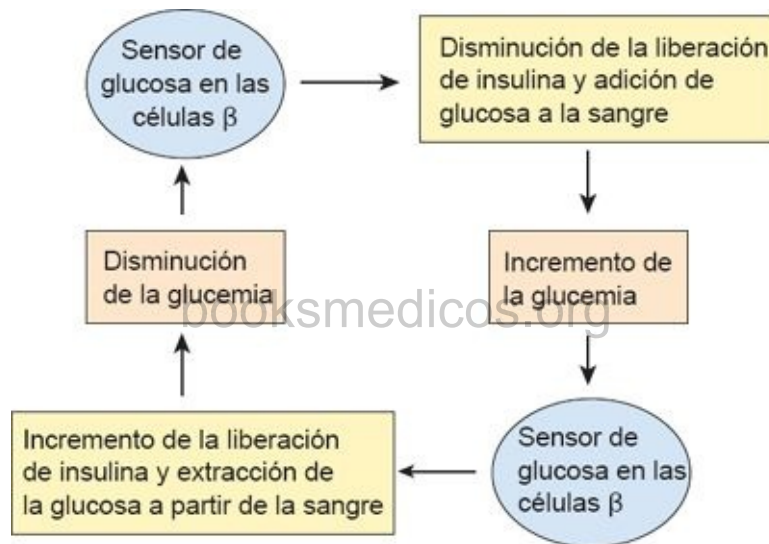 Sensor de
glucosa en las
células β
Disminución de la liberación
de insulina y adición de
glucosa a la sangre
Disminución
de la glucemia
Incremento de
la glucemia
booksmedicos.org
Incremento de la liberación
de insulina y extracción de
la glucosa a partir de la sangre
Sensor de
glucosa en las
células β